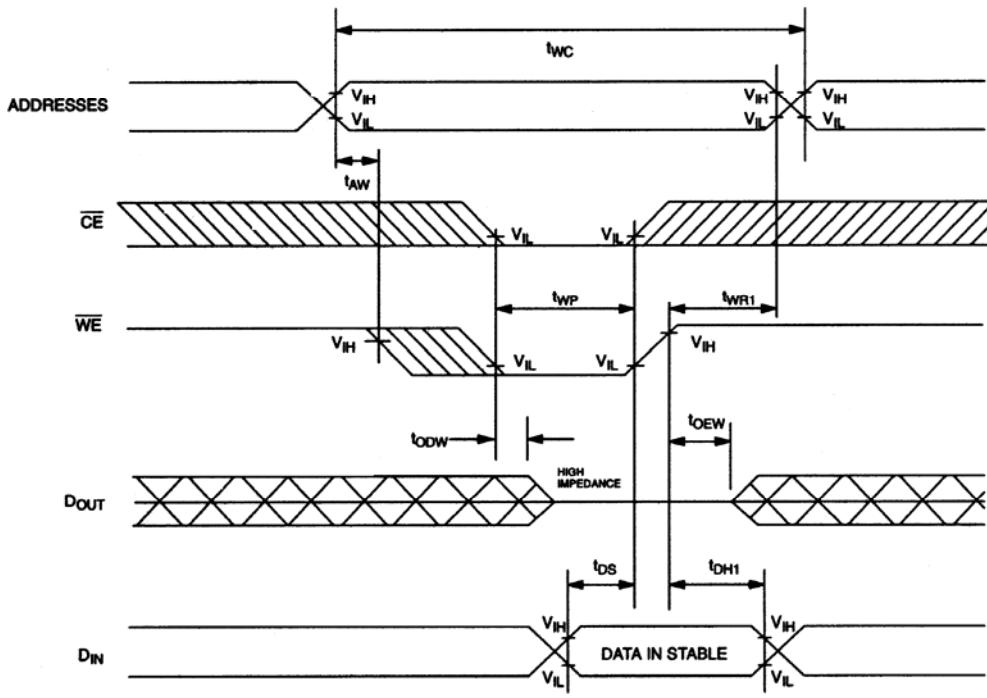 tWC
ADDRESSES
VIH
VIL
VIH
VIL
VIH
VIL
tAW
CE
VIL
VIL
tWP
tWR1
WE
VIH
VIL
VIL
VIH
tODW
tOEW
DOUT
HIGH
IMPEDANCE
tDS
tDH1
DIN
VIH
VIL
DATA IN STABLE
VIH
VIL